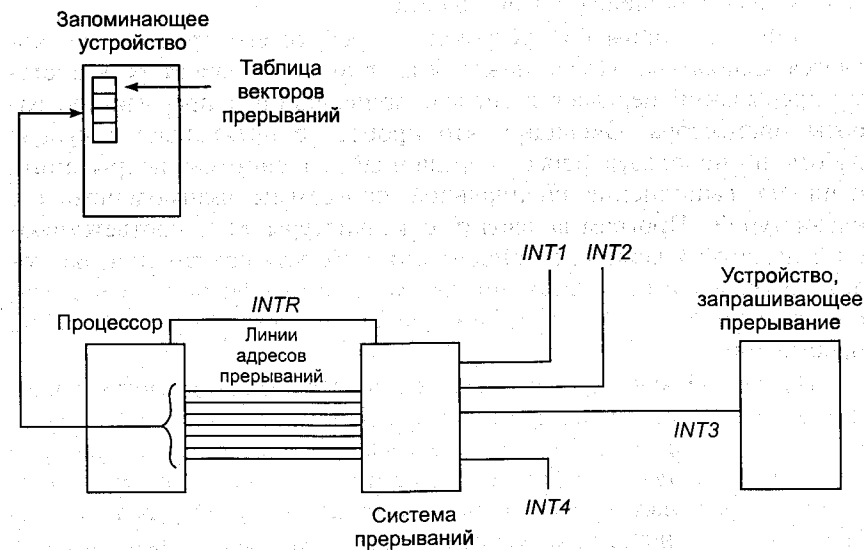 Запоминающее
устройство
Таблица
векторов
прерываний
INT1
INT2
Устройство,
запрашивающее
прерывание
INTR
Процессор
Линии
адресов
прерываний
INT3
INT4
Система
прерываний